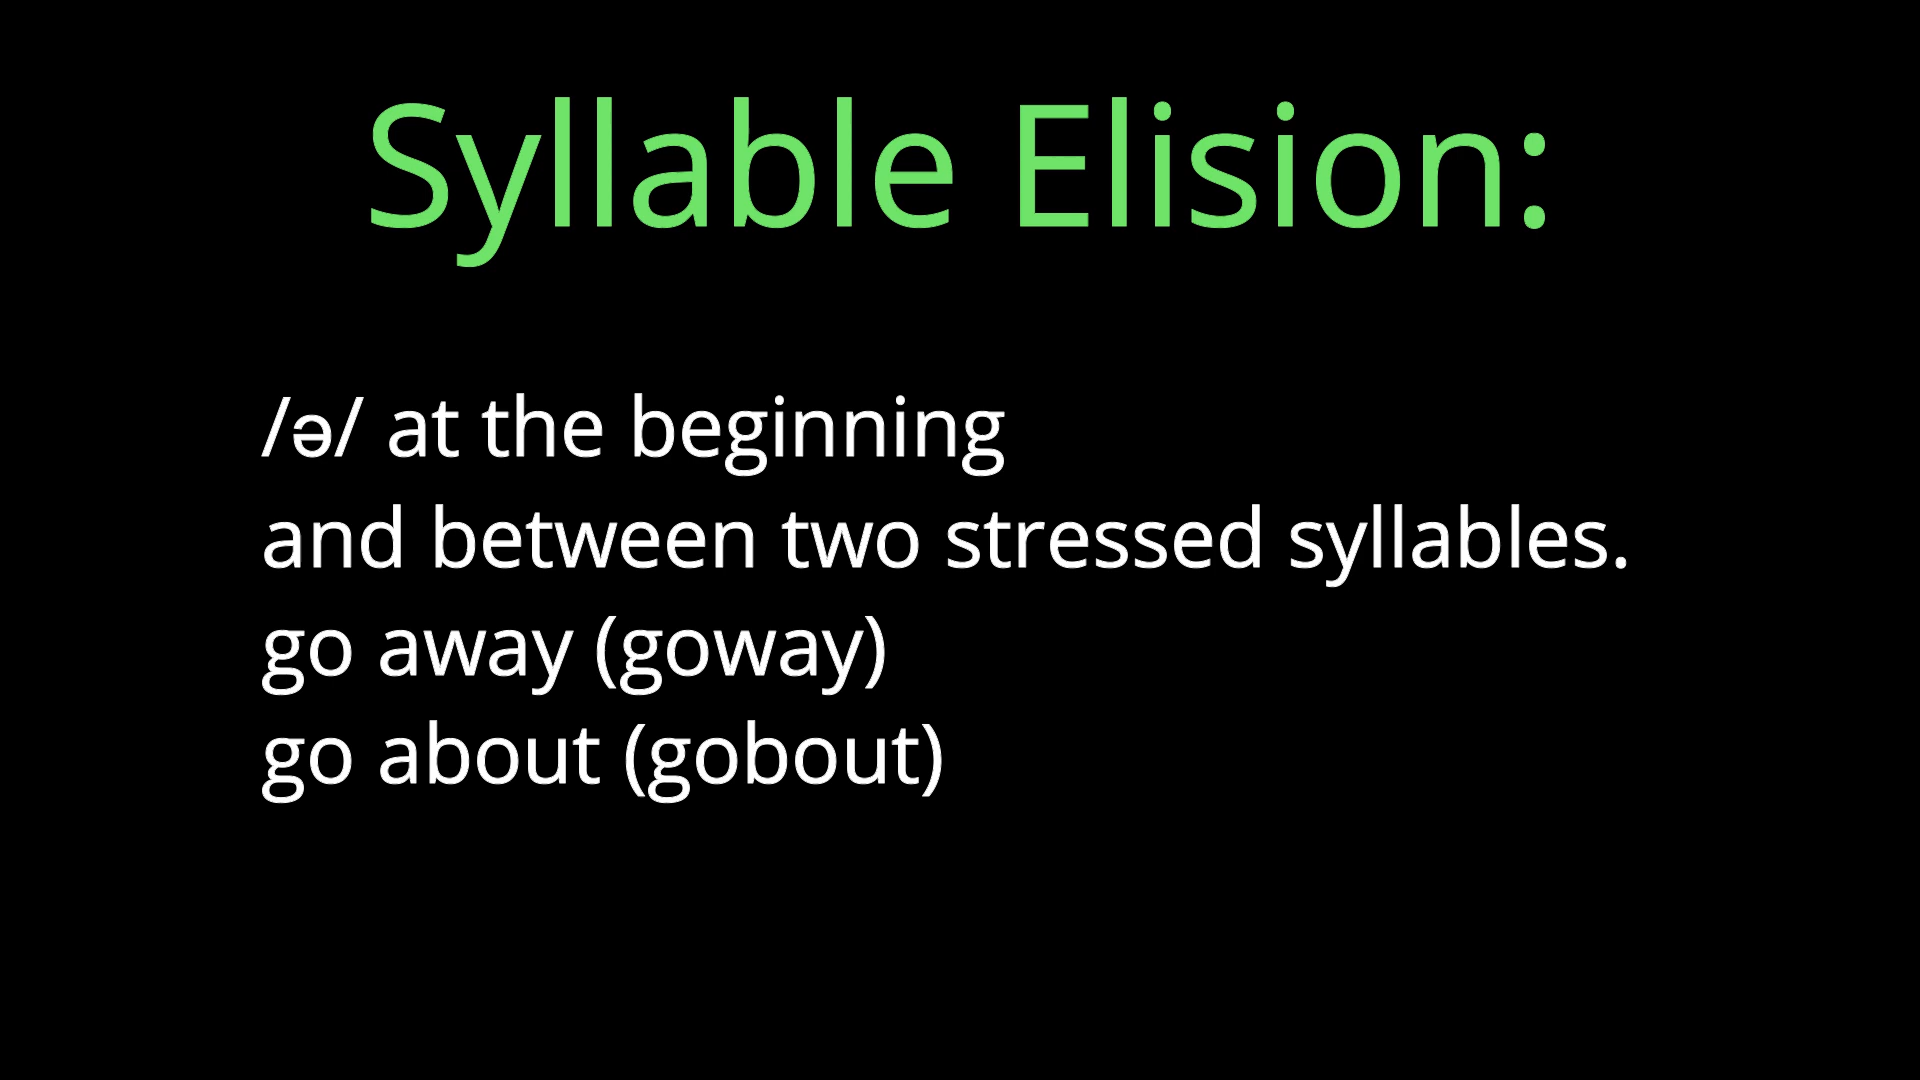 Syllable Elision:
/ə/ at the beginning
and between two stressed syllables.
go away (goway)
go about (gobout)